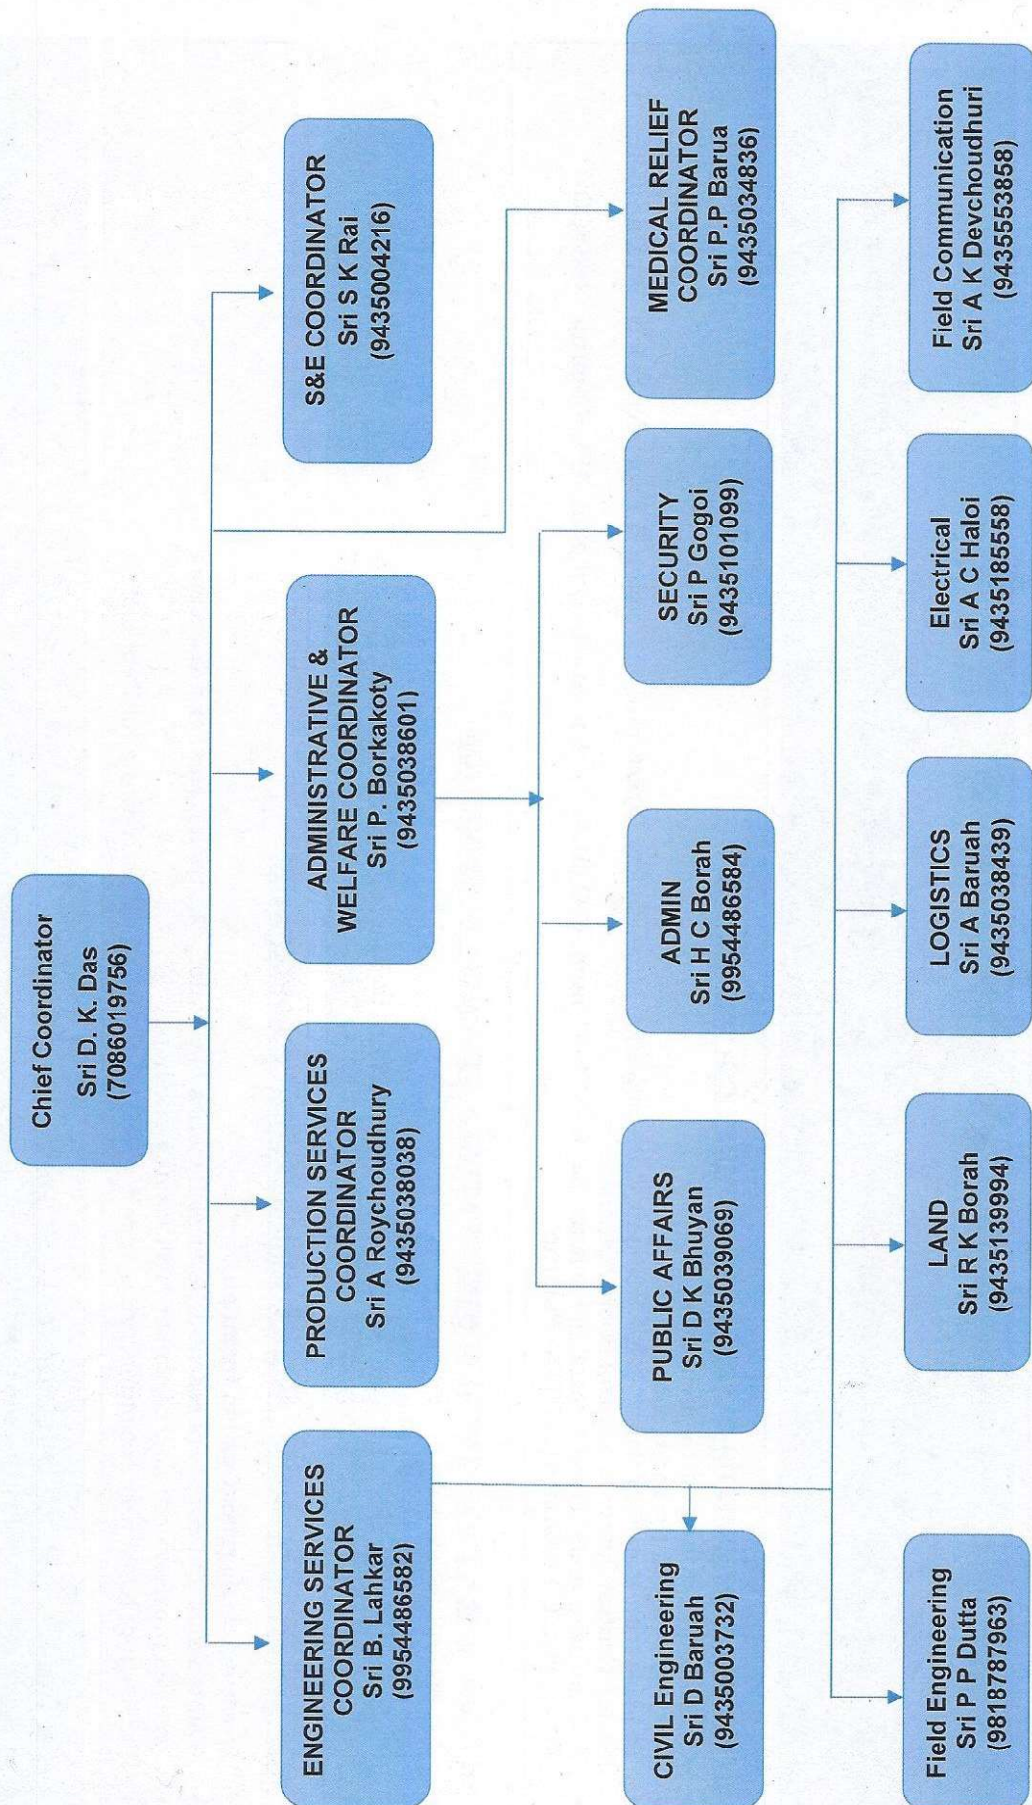 Chief Coordinator
Sri D. K. Das
(7086019756)
ENGINEERING SERVICES
COORDINATOR
Sri B. Lahkar
(9954486582)
PRODUCTION SERVICES
COORDINATOR
Sri A Roychoudhury
(9435038038)
ADMINISTRATIVE &
WELFARE COORDINATOR
Sri P. Borkakoty
(9435038601)
S&E COORDINATOR
Sri S K Rai
(9435004216)
CIVIL Engineering
Sri D Baruah
(9435003732)
PUBLIC AFFAIRS
Sri D K Bhuyan
(9435039069)
ADMIN
Sri H C Borah
(9954486584)
SECURITY
Sri P Gogoi
(9435101099)
MEDICAL RELIEF
COORDINATOR
Sri P.P Barua
(9435034836)
Field Engineering
Sri P P Dutta
(9818787963)
LAND
Sri R K Borah
(9435139994)
LOGISTICS
Sri A Baruah
(9435038439)
Electrical
Sri A C Haloi
(9435185558)
Field Communication
Sri A K Devchoudhuri
(9435553858)